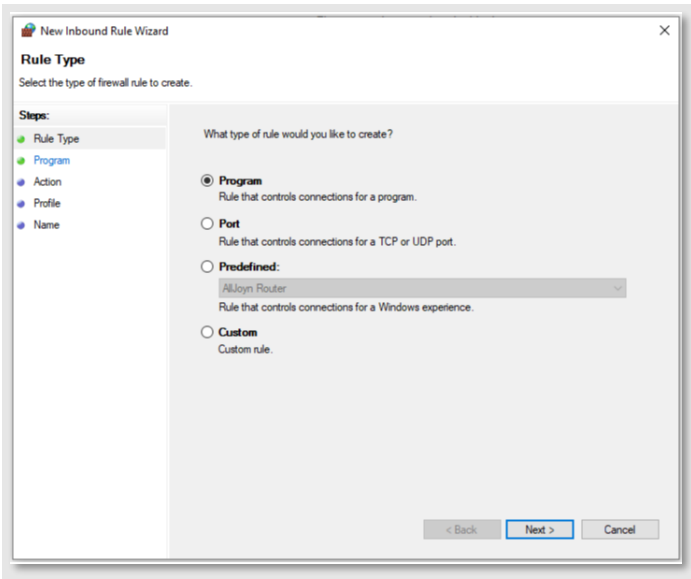 New Inbound Rule Wizard
Rule Type
Select the type of firewall rule to create.
Steps:
Rule Type
Program
Action
Profile
Name
What type of rule would you like to create?
Program
Rule that controls connections for a program.
Port
Rule that controls connections for a TCP or UDP port.
Predefined:
AllJoyn Router
Rule that controls connections for a Windows experience.
Custom
Custom rule.
< Back Next > Cancel